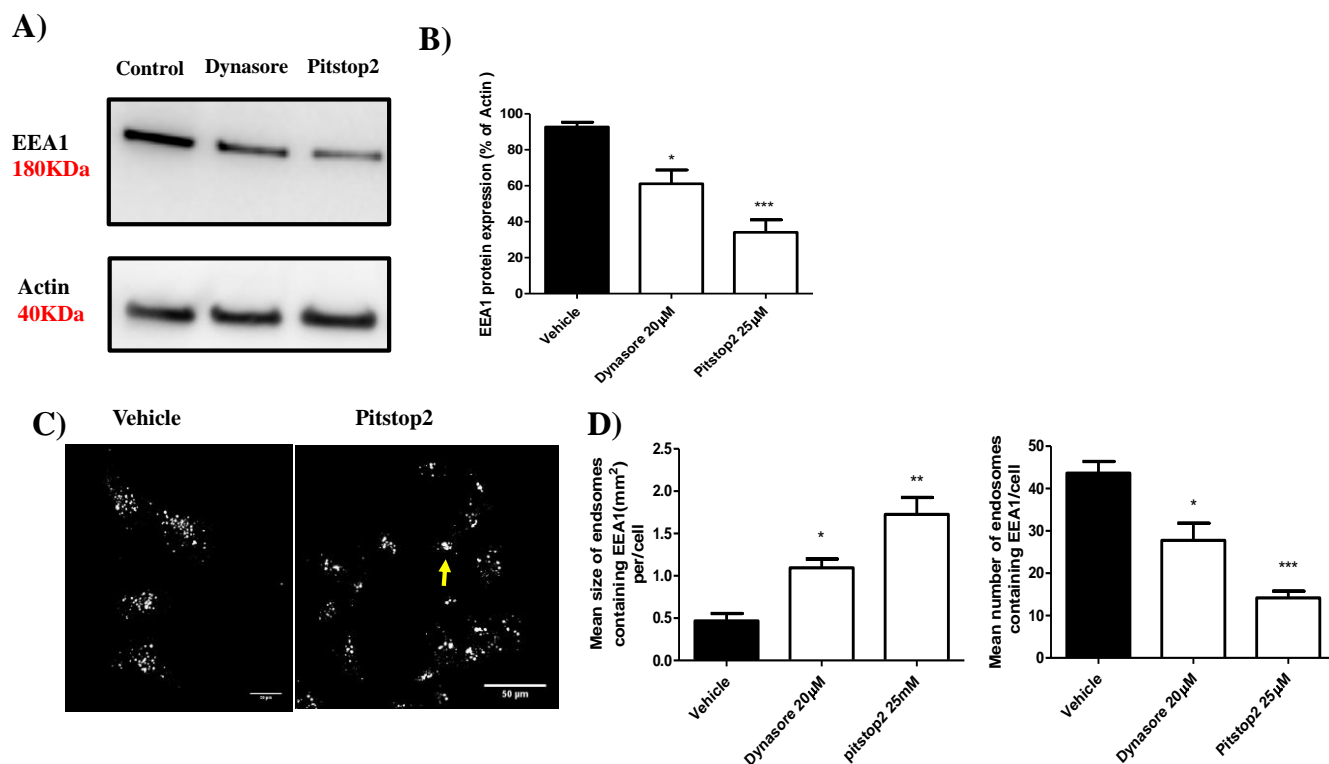 A)
Control Dynasore Pitstop2
EEA1
180KDa
Actin
40KDa
B)
EEA1 protein expression (% of Actin )
100
80
60
40
20
0
*
***
Vehicle
Dynasore 20µM
Pitstop2 25µM
C)
Vehicle
Pitstop2
50 µm
D)
Mean size of endsomes
containing EEA1(mm²)
per/cell
2.5
2.0
1.5
1.0
0.5
0.0
*
**
Vehicle
Dynasore 20µM
pitstop2 25mM
Mean number of endosomes
containing EEA1/cell
50
40
30
20
10
0
*
***
Vehicle
Dynasore 20µM
Pitstop2 25µM